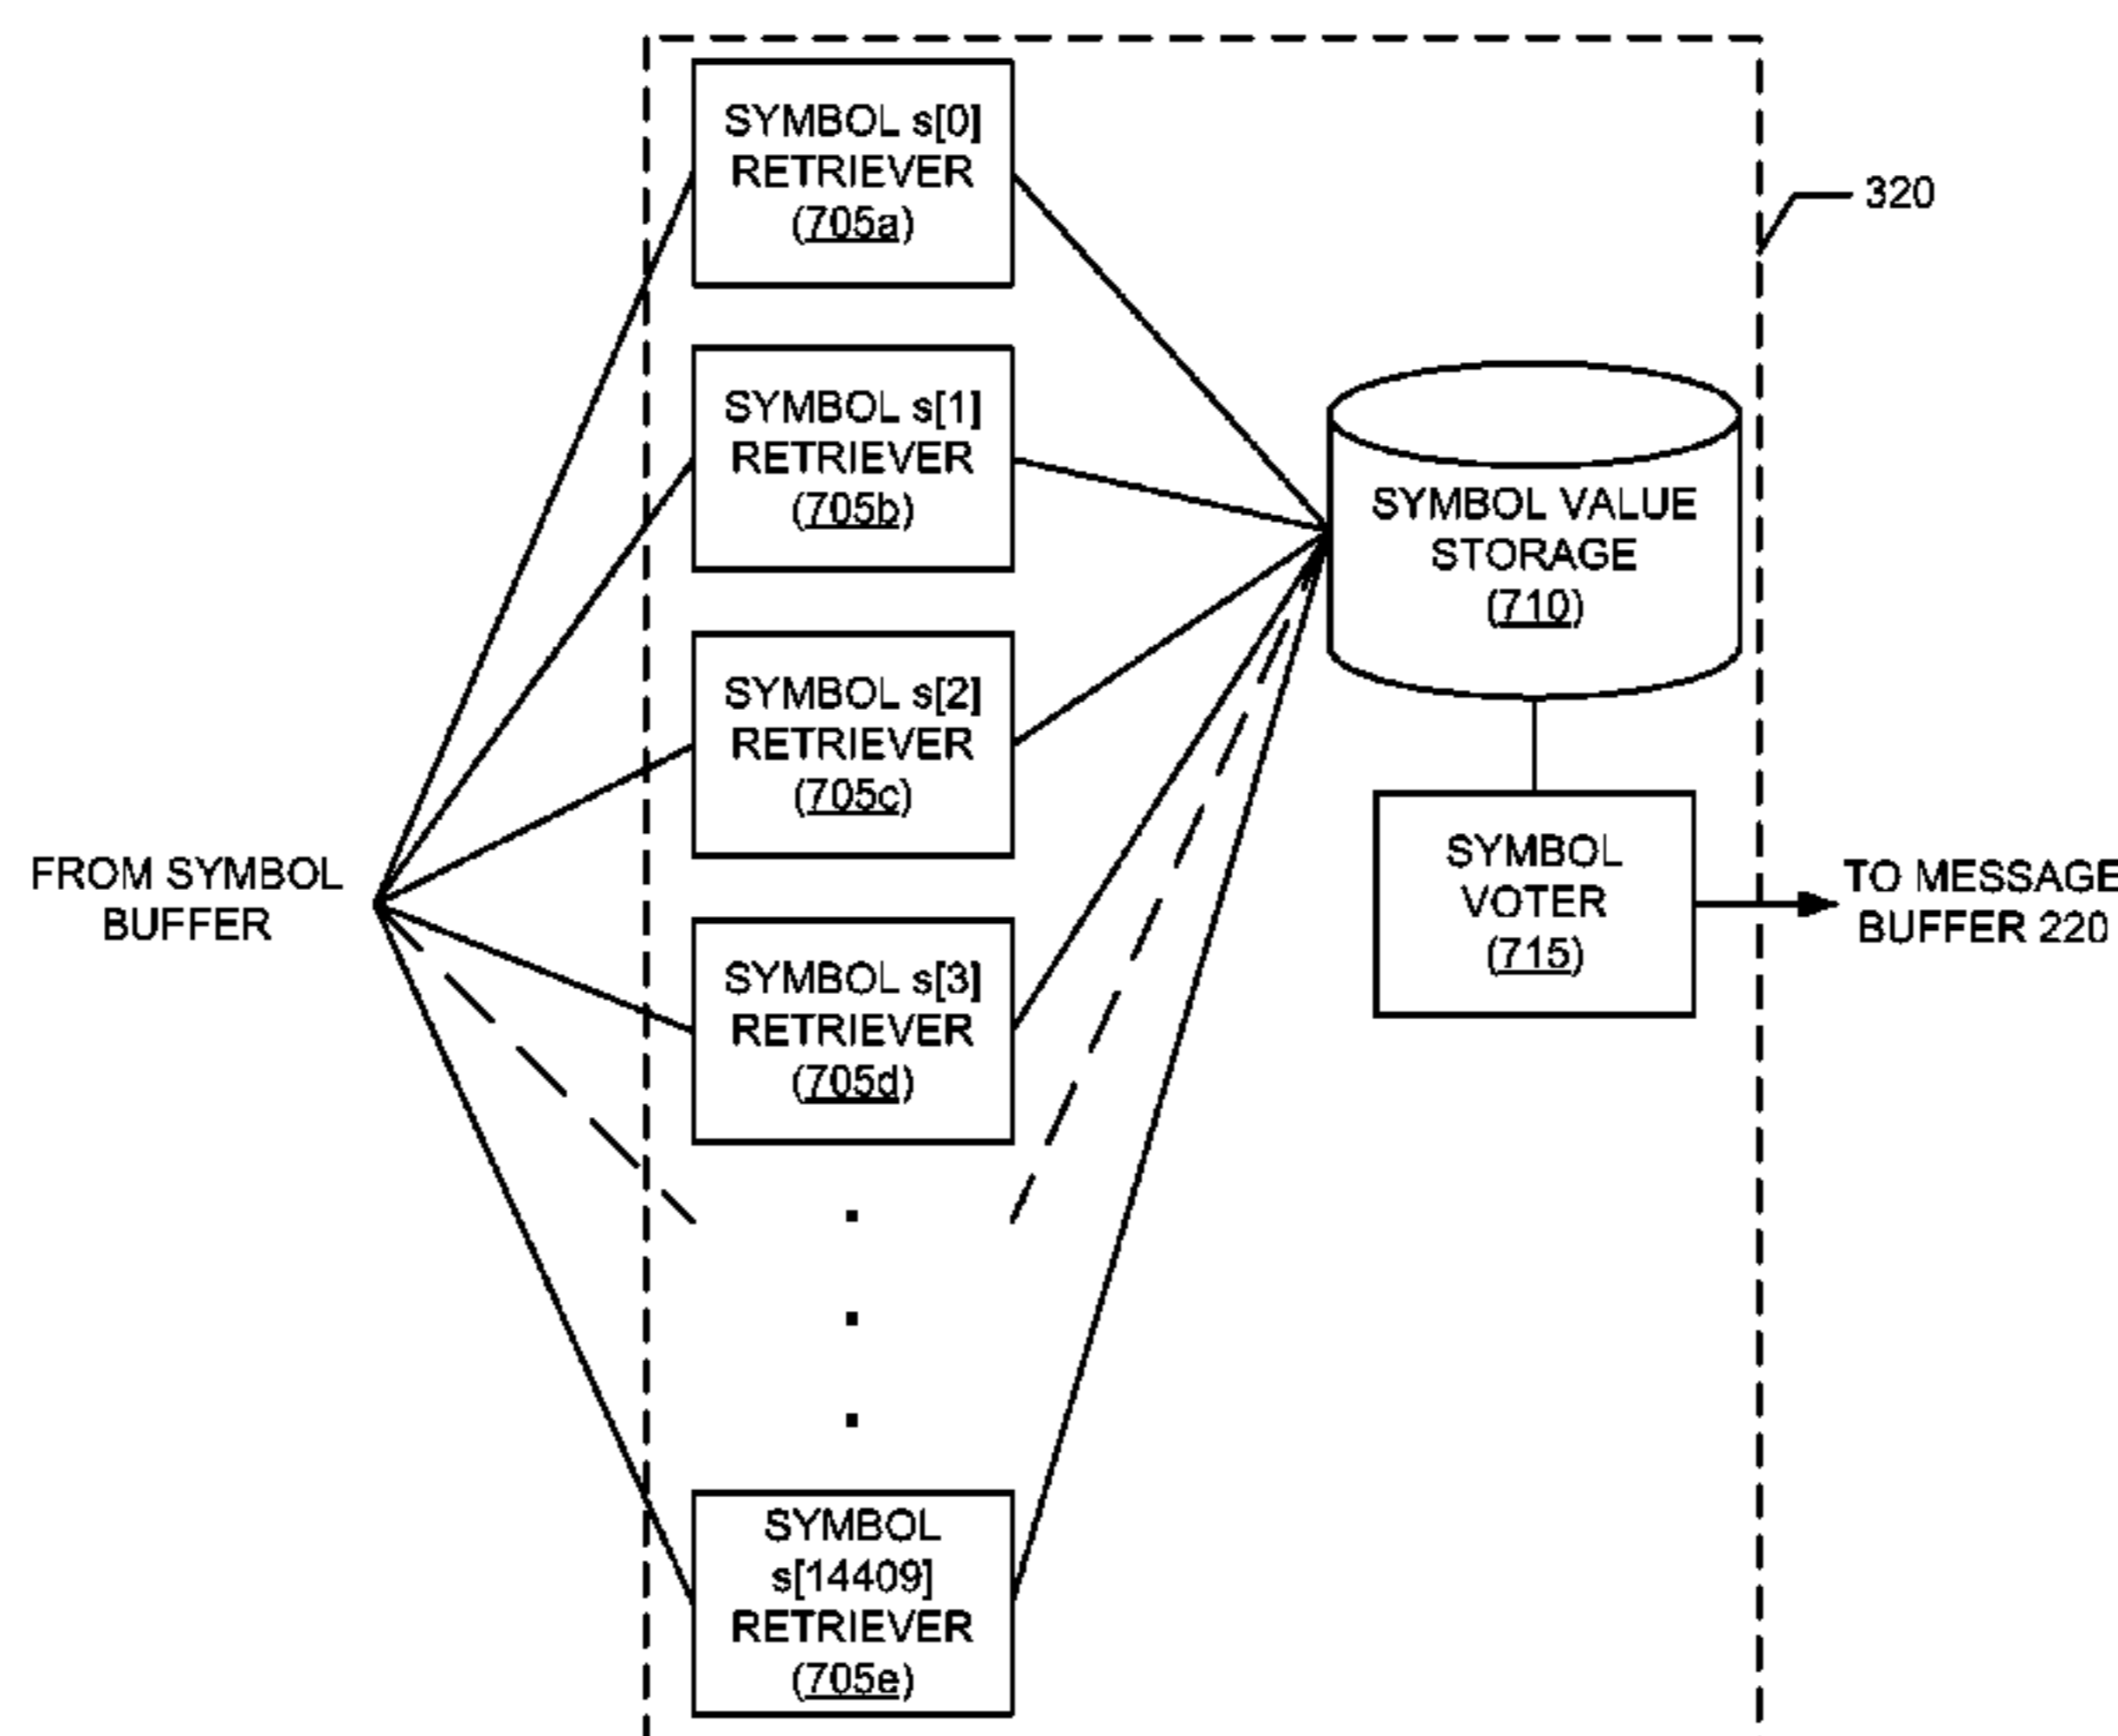 SYMBOL s[0]
RETRIEVER
(705a)
320
SYMBOL s[1]
RETRIEVER
(705b)
SYMBOL VALUE
STORAGE
(710)
SYMBOL s[2]
RETRIEVER
(705c)
FROM SYMBOL
BUFFER
SYMBOL
VOTER
(715)
TO MESSAGE
BUFFER 220
SYMBOL s[3]
RETRIEVER
(705d)
SYMBOL
s[14409]
RETRIEVER
(705e)